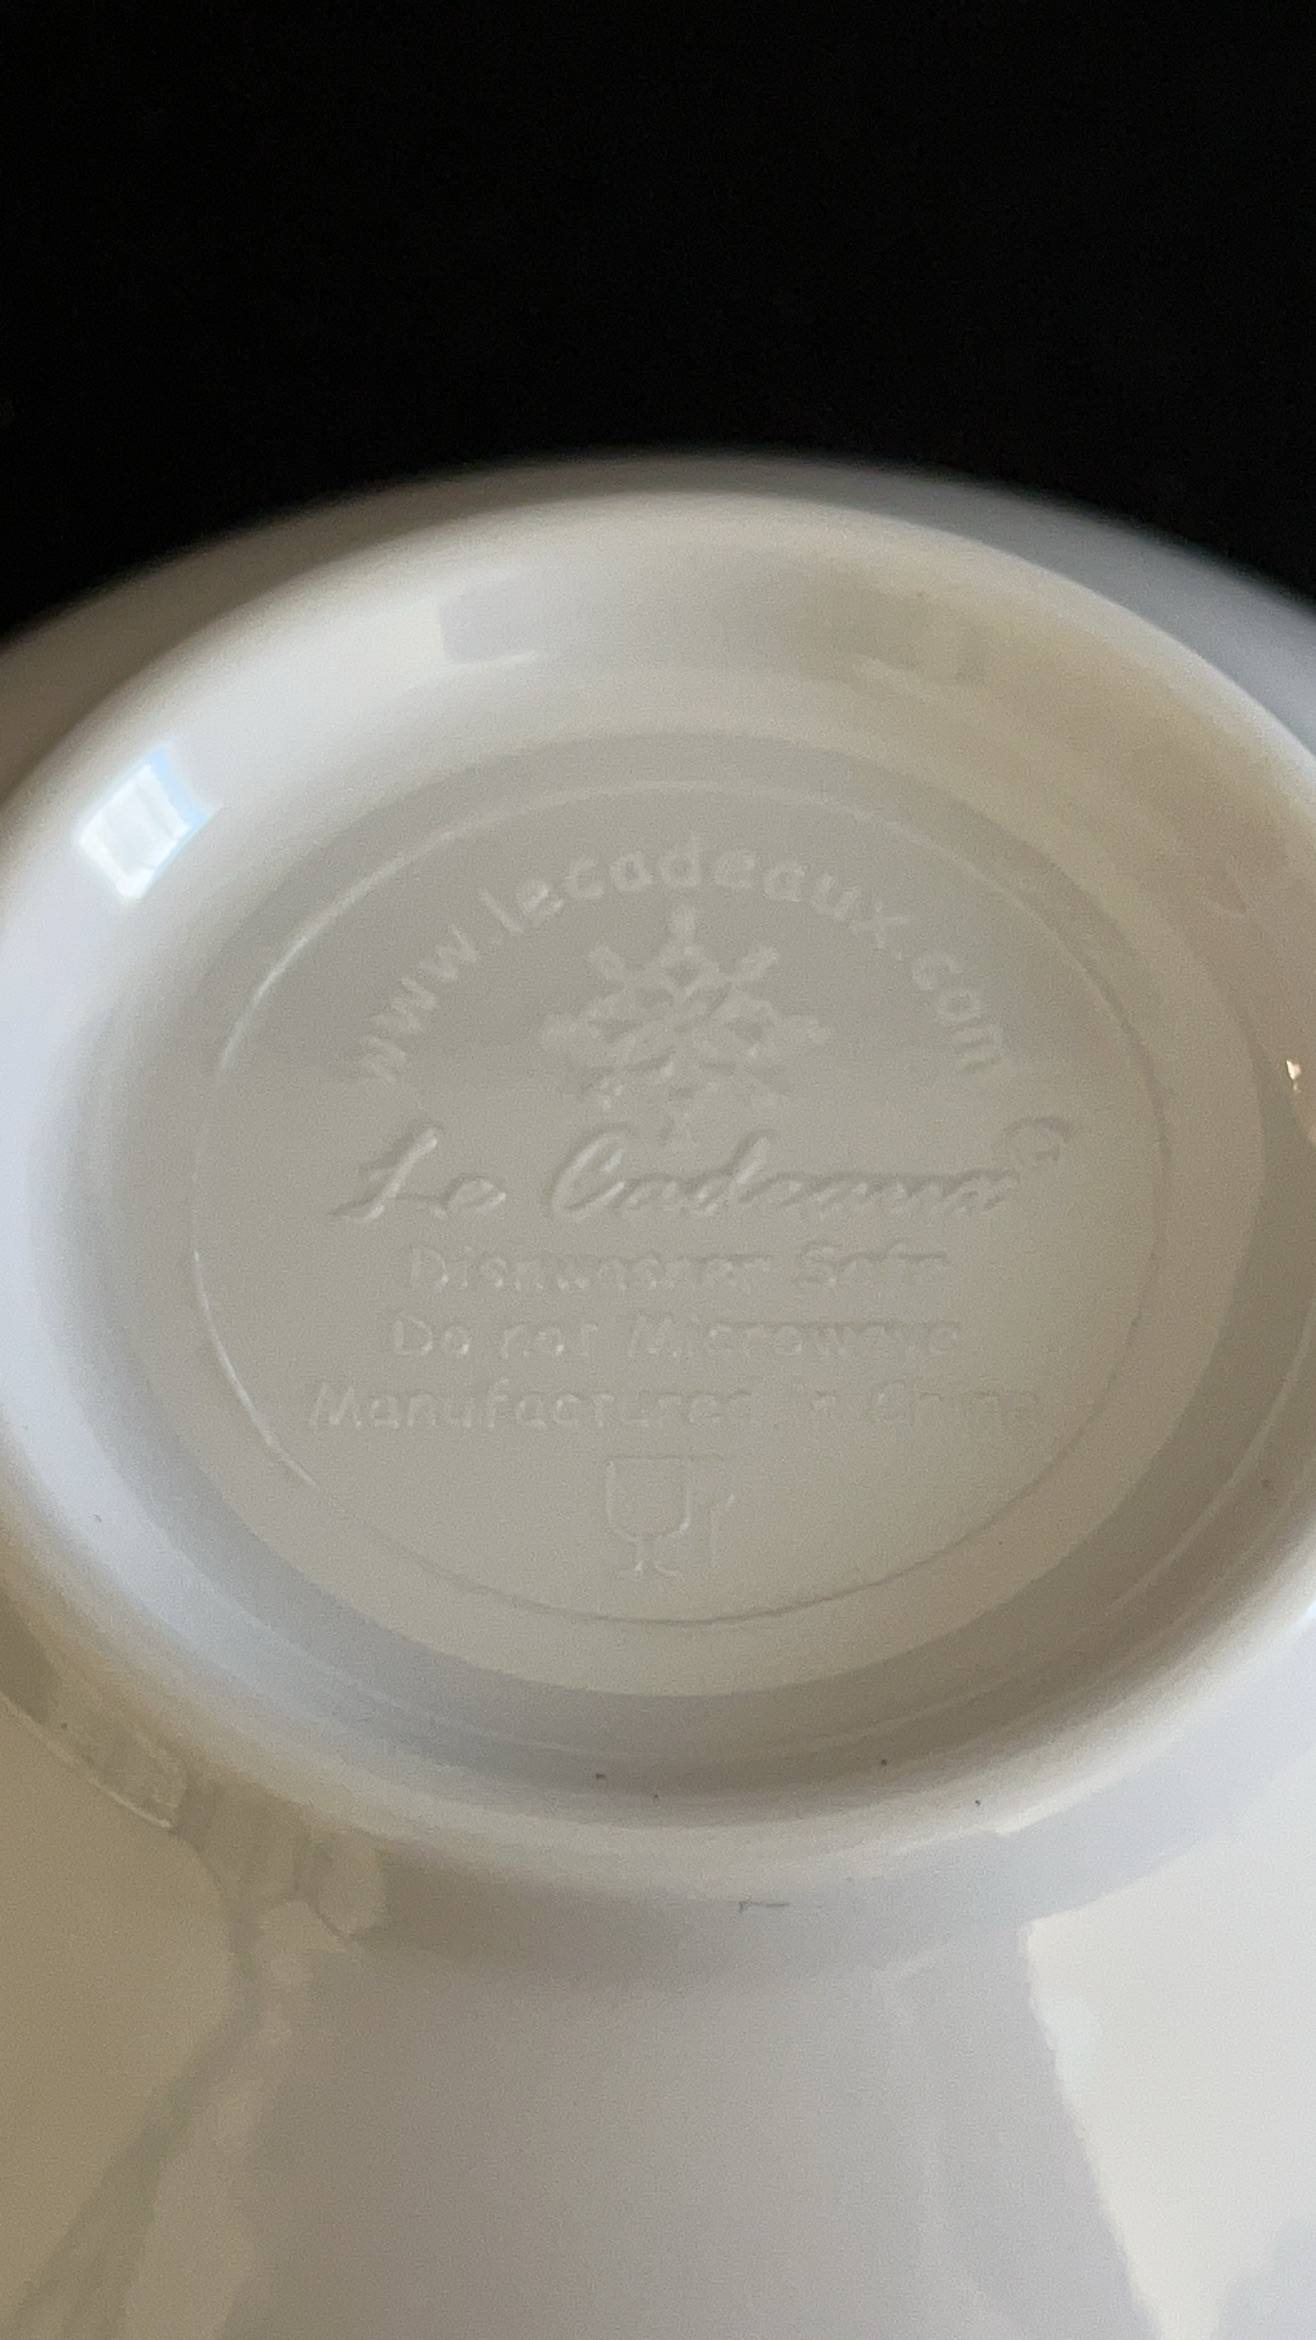 www.lecadeaux.com
Le Cadeaux®
Dishwasher Safe
Do not Microwave
Manufactured in China